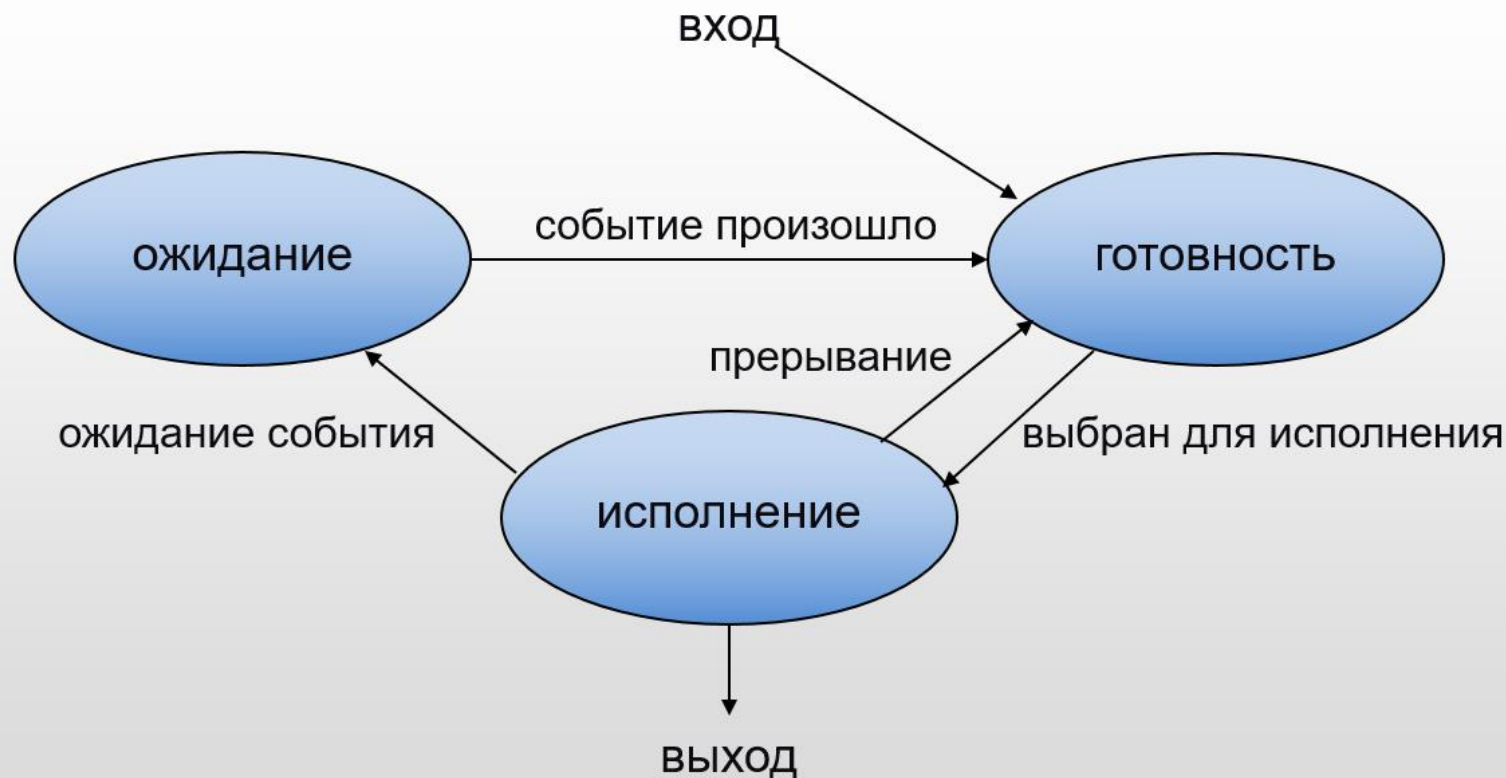 вход
событие произошло
ожидание
готовность
прерывание
ожидание события
выбран для исполнения
исполнение
выход